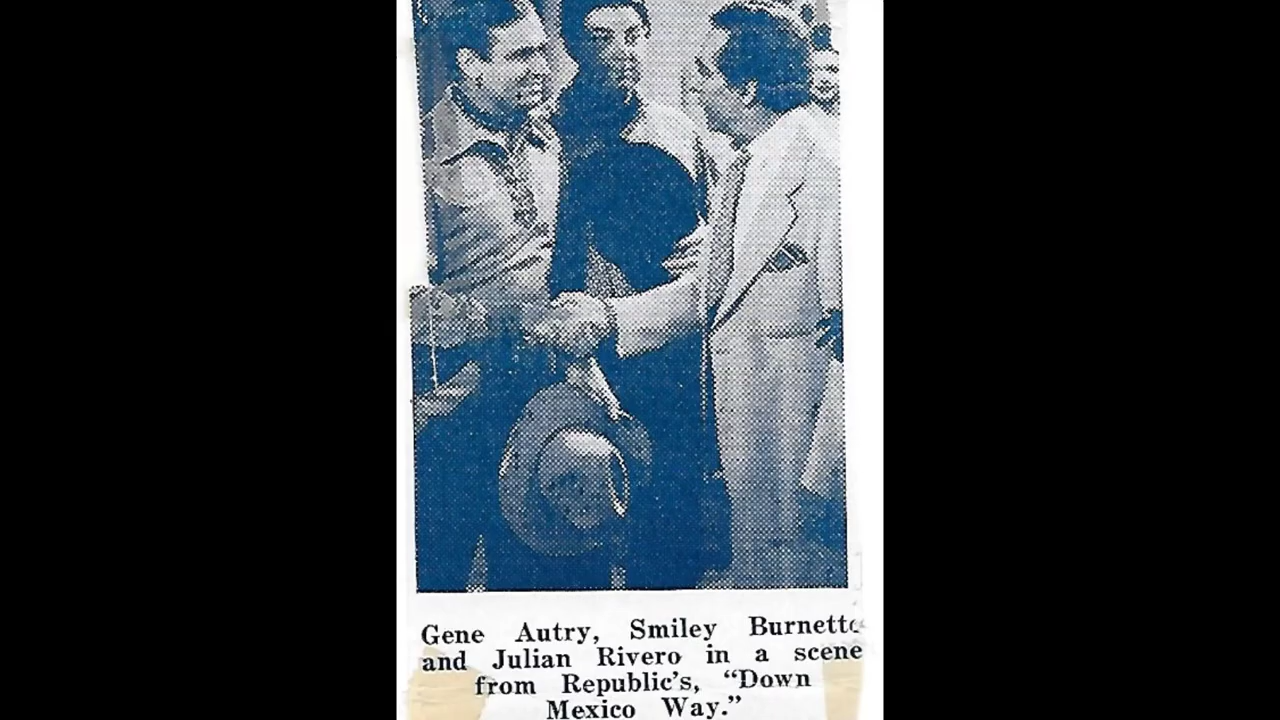 Gene Autry, Smiley Burnette
and Julian Rivero in a scene
from Republic's, "Down
Mexico Way."